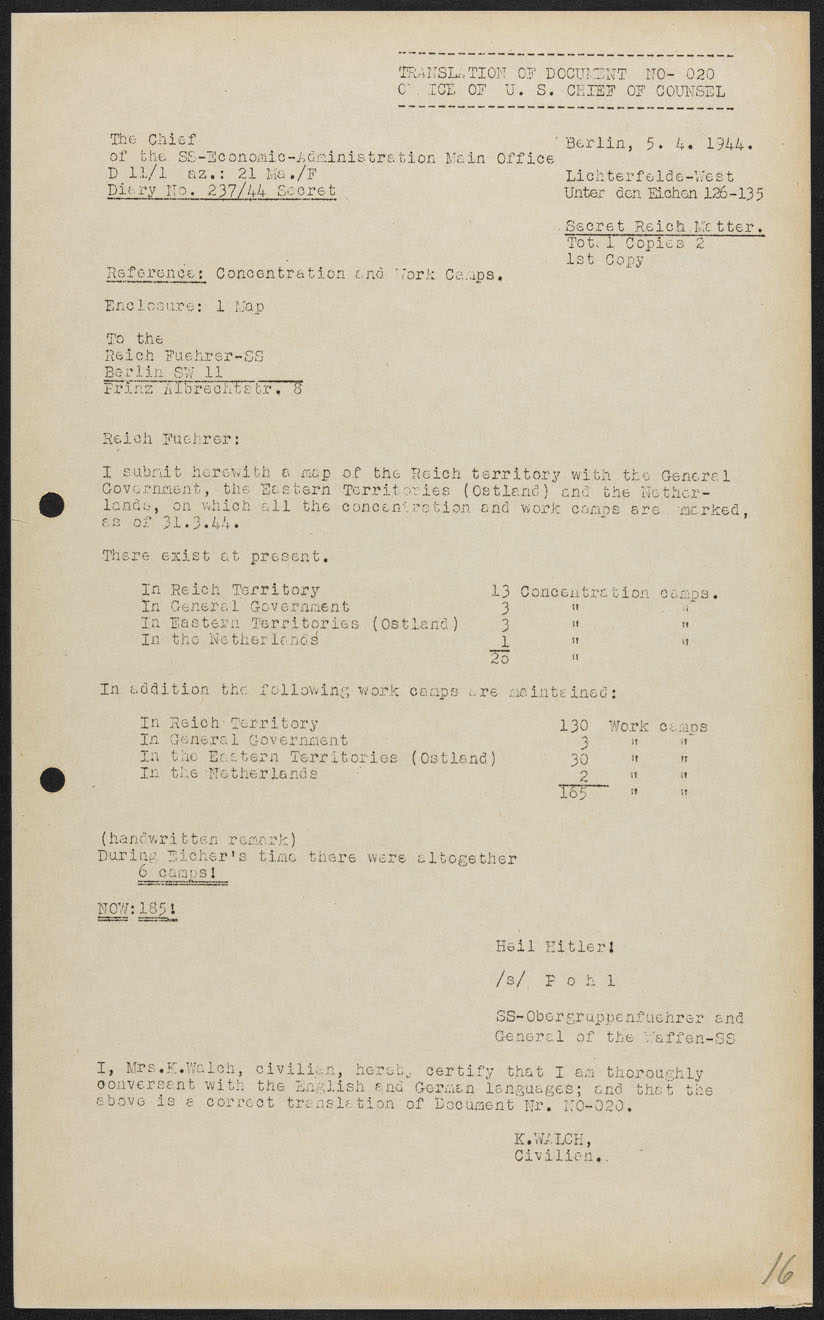 TRANSLATION OF DOCUMENT NO- 020
OFFICE OF U. S. CHIEF OF COUNSEL
The Chief
of the SS-Economic-Administration Main Office
D 11/1 az.: 21 Ma./F
Diary No. 237/44 Secret
Berlin, 5. 4. 1944.
Lichterfelde-West
Unter den Eichen 126-135
Secret Reich Matter.
Total Copies 2
1st Copy
Reference: Concentration and Work Camps.
Enclosure: 1 Map
To the
Reich Fuehrer-SS
Berlin SW 11
Prinz Albrechtstr. 8
Reich Fuehrer:
I submit herewith a map of the Reich territory with the General
Government, the Eastern Territories (Ostland) and the Nether-
lands, on which all the concentration and work camps are marked,
as of 31.3.44.
There exist at present.
In Reich Territory 13 Concentration camps.
In General Government 3 " "
In Eastern Territories (Ostland) 3 " "
In the Netherlands 1 " "
20 "
In addition the following work camps are maintained:
In Reich Territory 130 Work camps
In General Government 3 " "
In the Eastern Territories (Ostland) 30 " "
In the Netherlands 2 " "
165 " "
(handwritten remark)
During Eicher's time there were altogether
6 camps!
NOW: 185!
Heil Hitler!
/s/ P o h l
SS-Obergruppenfuehrer and
General of the Waffen-SS
I, Mrs.K.Walch, civilian, hereby certify that I am thoroughly
conversant with the English and German languages; and that the
above is a correct translation of Document Nr. NO-020.
K.WALCH,
Civilian.
16